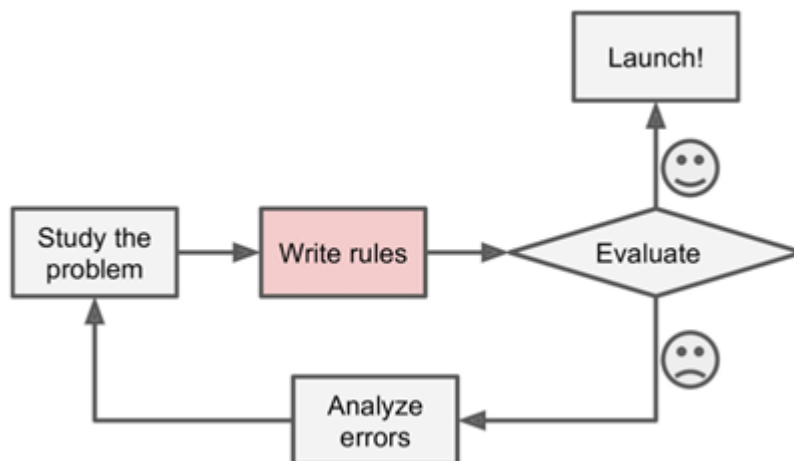 Launch!
Study the
problem
Write rules
Evaluate
Analyze
errors